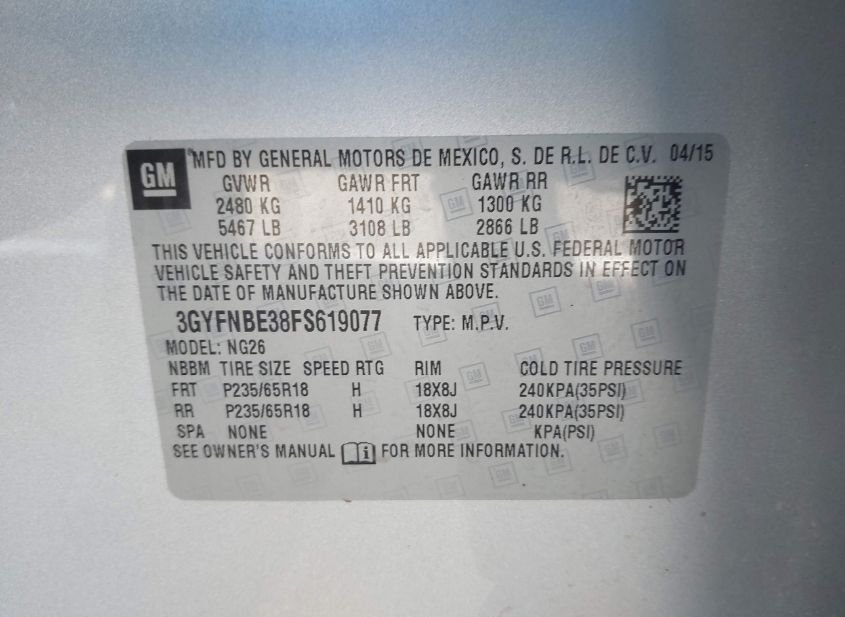 GM
MFD BY GENERAL MOTORS DE MEXICO, S. DE R.L. DE C.V. 04/15
GVWR GAWR FRT GAWR RR
2480 KG 1410 KG 1300 KG
5467 LB 3108 LB 2866 LB
THIS VEHICLE CONFORMS TO ALL APPLICABLE U.S. FEDERAL MOTOR
VEHICLE SAFETY AND THEFT PREVENTION STANDARDS IN EFFECT ON
THE DATE OF MANUFACTURE SHOWN ABOVE.
3GYFNBE38FS619077 TYPE: M.P.V.
MODEL: NG26
NBBM TIRE SIZE SPEED RTG RIM COLD TIRE PRESSURE
FRT P235/65R18 H 18X8J 240KPA(35PSI)
RR P235/65R18 H 18X8J 240KPA(35PSI)
SPA NONE NONE KPA(PSI)
SEE OWNER'S MANUAL i FOR MORE INFORMATION.